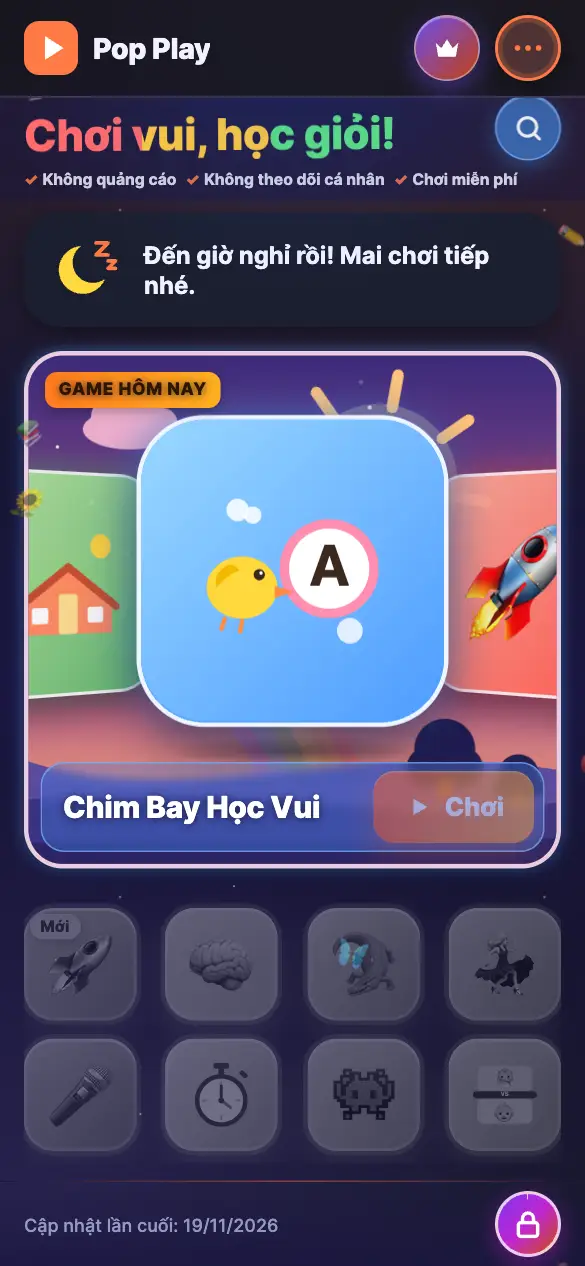 Pop Play
Chơi vui, học giỏi!
Không quảng cáo Không theo dõi cá nhân Chơi miễn phí
Đến giờ nghỉ rồi! Mai chơi tiếp
nhé.
GAME HÔM NAY
A
Chim Bay Học Vui
Chơi
Mới
VS
Cập nhật lần cuối: 19/11/2026